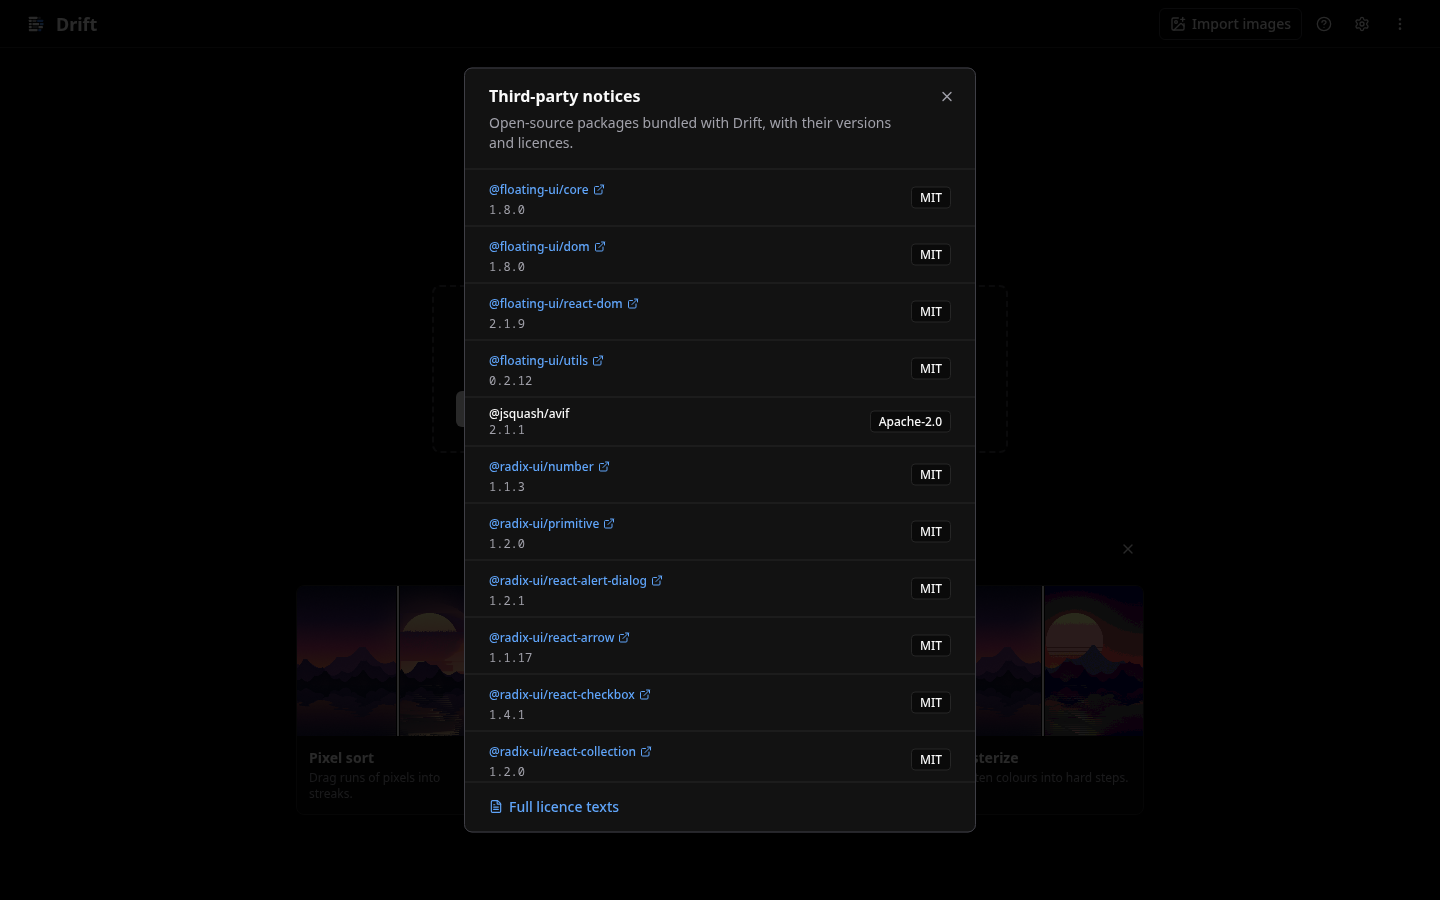 Drift
Import images
Third-party notices
Open-source packages bundled with Drift, with their versions
and licences.
@floating-ui/core
1.8.0
MIT
@floating-ui/dom
1.8.0
MIT
@floating-ui/react-dom
2.1.9
MIT
@floating-ui/utils
0.2.12
MIT
@jsquash/avif
2.1.1
Apache-2.0
@radix-ui/number
1.1.3
MIT
@radix-ui/primitive
1.2.0
MIT
@radix-ui/react-alert-dialog
1.2.1
MIT
@radix-ui/react-arrow
1.1.17
MIT
@radix-ui/react-checkbox
1.4.1
MIT
@radix-ui/react-collection
1.2.0
MIT
Full licence texts
Pixel sort
Drag runs of pixels into
streaks.
colours into hard steps.